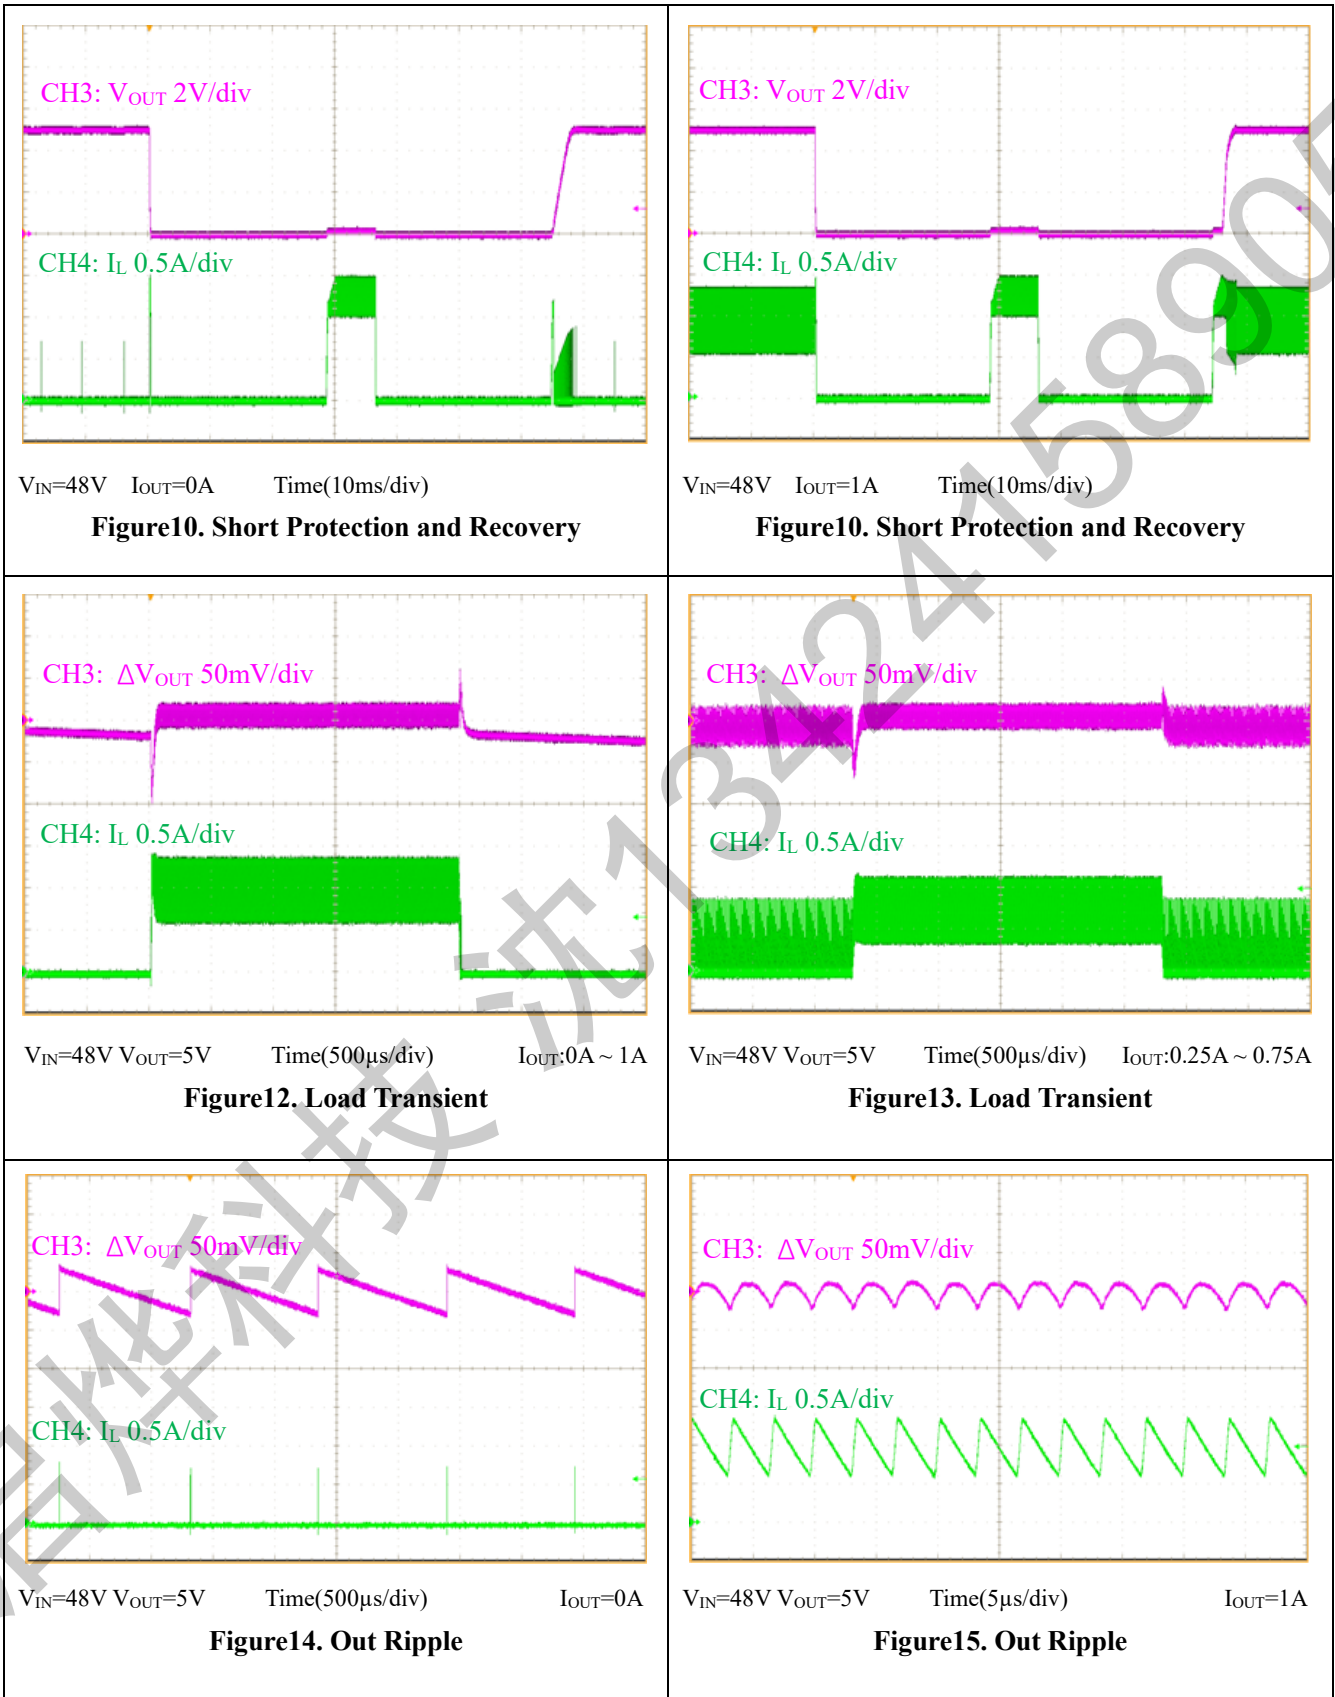 CH3: VOUT 2V/div
CH4: IL 0.5A/div
VIN=48V IOUT=0A Time(10ms/div)
Figure10. Short Protection and Recovery
CH3: VOUT 2V/div
CH4: IL 0.5A/div
VIN=48V IOUT=1A Time(10ms/div)
Figure10. Short Protection and Recovery
CH3: ΔVOUT 50mV/div
CH4: IL 0.5A/div
VIN=48V VOUT=5V Time(500µs/div) IOUT:0A ~ 1A
Figure12. Load Transient
CH3: ΔVOUT 50mV/div
CH4: IL 0.5A/div
VIN=48V VOUT=5V Time(500µs/div) IOUT:0.25A ~ 0.75A
Figure13. Load Transient
CH3: ΔVOUT 50mV/div
CH4: IL 0.5A/div
VIN=48V VOUT=5V Time(500µs/div) IOUT=0A
Figure14. Out Ripple
CH3: ΔVOUT 50mV/div
CH4: IL 0.5A/div
VIN=48V VOUT=5V Time(5µs/div) IOUT=1A
Figure15. Out Ripple
烨科技 沈1342415890